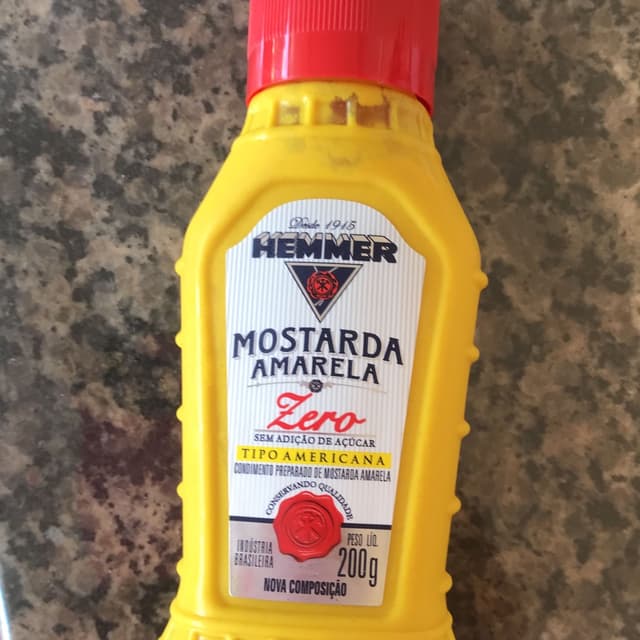 Desde 1915
HEMMER
MOSTARDA
AMARELA
Zero
SEM ADIÇÃO DE AÇÚCAR
TIPO AMERICANA
CONDIMENTO PREPARADO DE MOSTARDA AMARELA
CONSERVANDO QUALIDADE
INDÚSTRIA
BRASILEIRA
PESO LÍQ.
200g
NOVA COMPOSIÇÃO